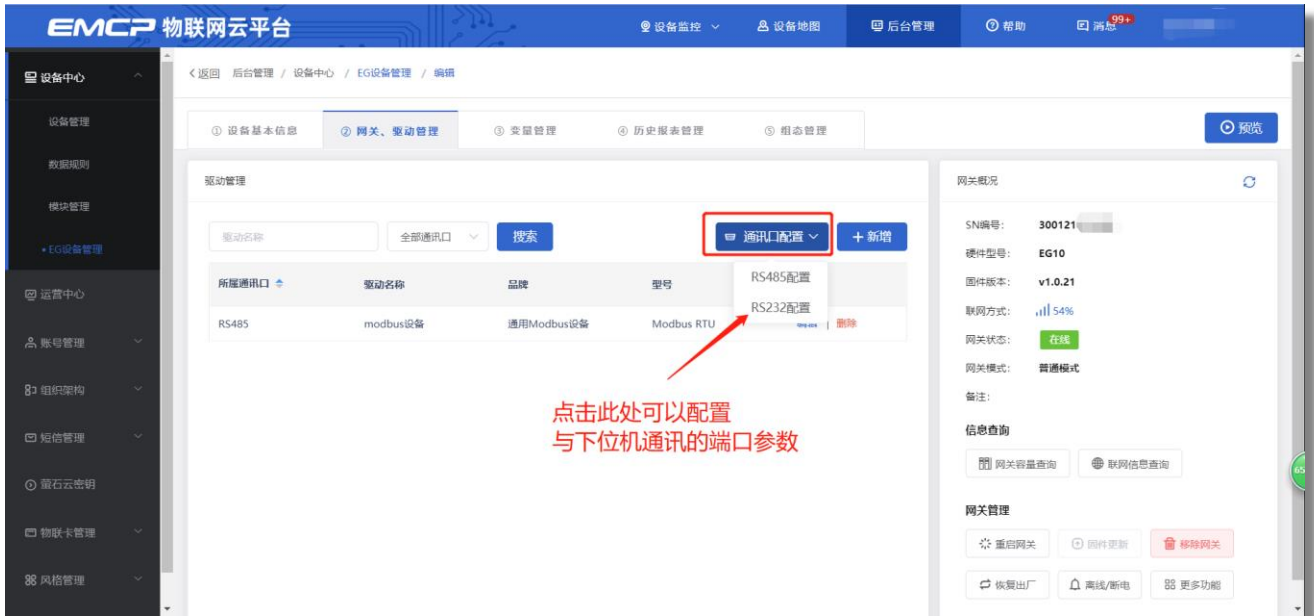 EMCP 物联网云平台
设备监控 设备地图 后台管理 帮助 消息 99+
设备中心
设备管理
数据规则
模块管理
• EG设备管理
运营中心
账号管理
组织架构
短信管理
萤石云密钥
物联卡管理
风格管理
返回 后台管理 / 设备中心 / EG设备管理 / 编辑
① 设备基本信息 ② 网关、驱动管理 ③ 变量管理 ④ 历史报表管理 ⑤ 组态管理
预览
驱动管理
驱动名称 全部通讯口 搜索 通讯口配置 +新增
RS485配置
RS232配置
所属通讯口 驱动名称 品牌 型号
RS485 modbus设备 通用Modbus设备 Modbus RTU 编辑 | 删除
点击此处可以配置
与下位机通讯的端口参数
网关概况
SN编号: 300121
硬件型号: EG10
固件版本: v1.0.21
联网方式: 54%
网关状态: 在线
网关模式: 普通模式
备注:
信息查询
网关容量查询 联网信息查询
网关管理
重启网关 固件更新 移除网关
恢复出厂 离线/断电 更多功能
65